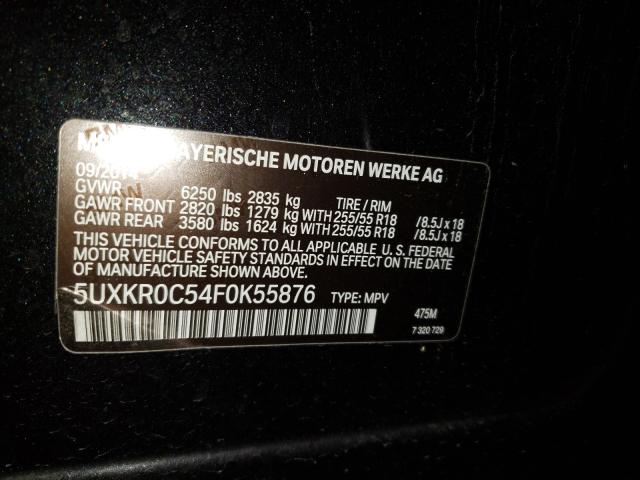 BAYERISCHE MOTOREN WERKE AG
09/2014
GVWR 6250 lbs 2835 kg TIRE / RIM
GAWR FRONT 2820 lbs 1279 kg WITH 255/55 R18 /8.5J x 18
GAWR REAR 3580 lbs 1624 kg WITH 255/55 R18 /8.5J x 18
THIS VEHICLE CONFORMS TO ALL APPLICABLE U. S. FEDERAL
MOTOR VEHICLE SAFETY STANDARDS IN EFFECT ON THE DATE OF
MANUFACTURE SHOWN ABOVE.
5UXKR0C54F0K55876 TYPE: MPV
475M
7 320 729